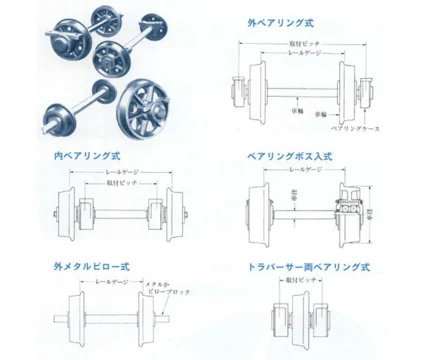 外ベアリング式
取付ピッチ
レールゲージ
車軸
車輪
ベアリングケース
内ベアリング式
レールゲージ
取付ピッチ
ベアリングボス入式
レールゲージ
車径
車径
外メタルピロー式
レールゲージ
メタルか
ピローブロック
トラバーサー両ベアリング式
取付ピッチ